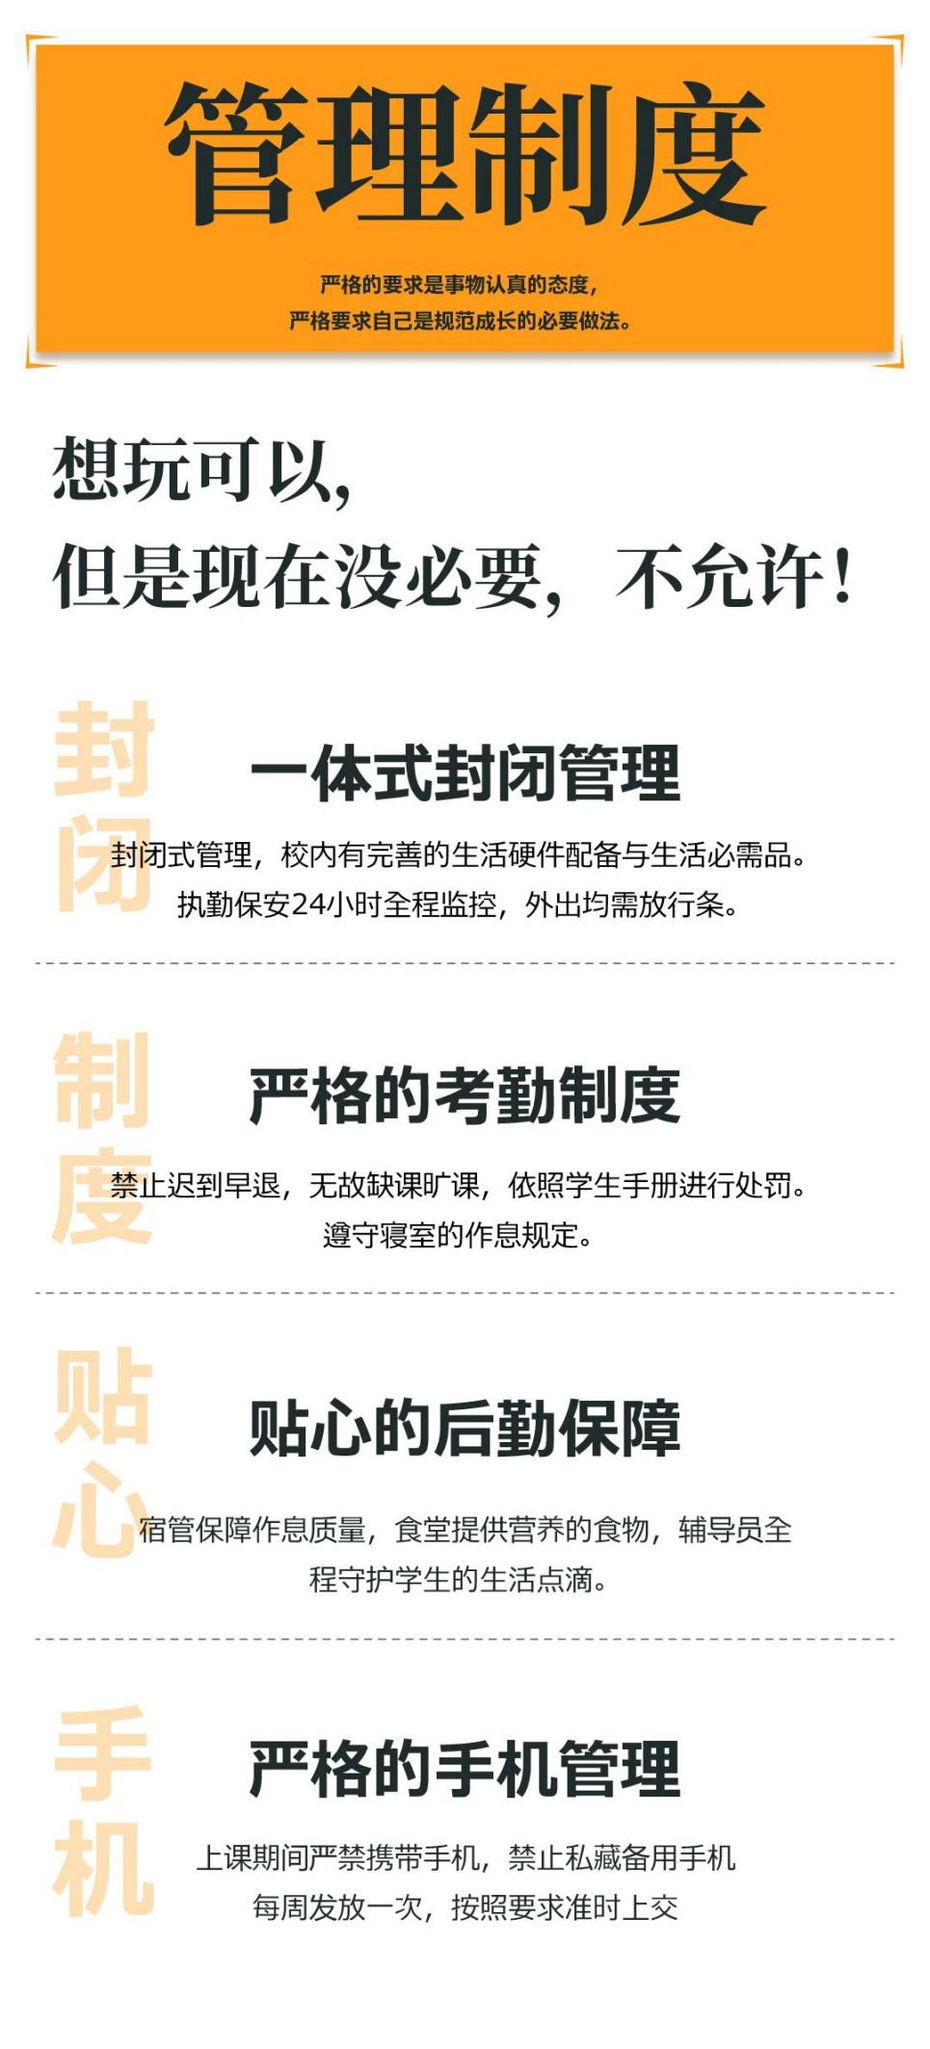 管理制度
严格的要求是事物认真的态度，
严格要求自己是规范成长的必要做法。
想玩可以，
但是现在没必要，不允许！
封闭
一体式封闭管理
封闭式管理，校内有完善的生活硬件配备与生活必需品。
执勤保安24小时全程监控，外出均需放行条。
制度
严格的考勤制度
禁止迟到早退，无故缺课旷课，依照学生手册进行处罚。
遵守寝室的作息规定。
贴心
贴心的后勤保障
宿管保障作息质量，食堂提供营养的食物，辅导员全
程守护学生的生活点滴。
手机
严格的手机管理
上课期间严禁携带手机，禁止私藏备用手机
每周发放一次，按照要求准时上交